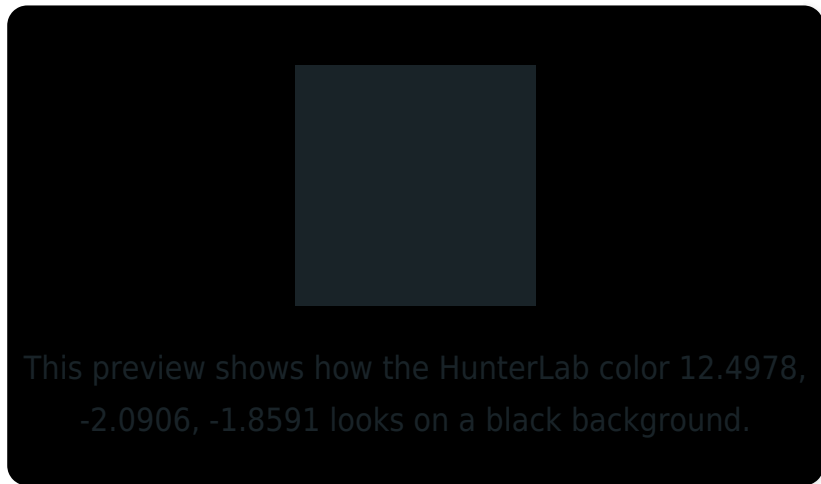 This preview shows how the HunterLab color 12.4978,
-2.0906, -1.8591 looks on a black background.